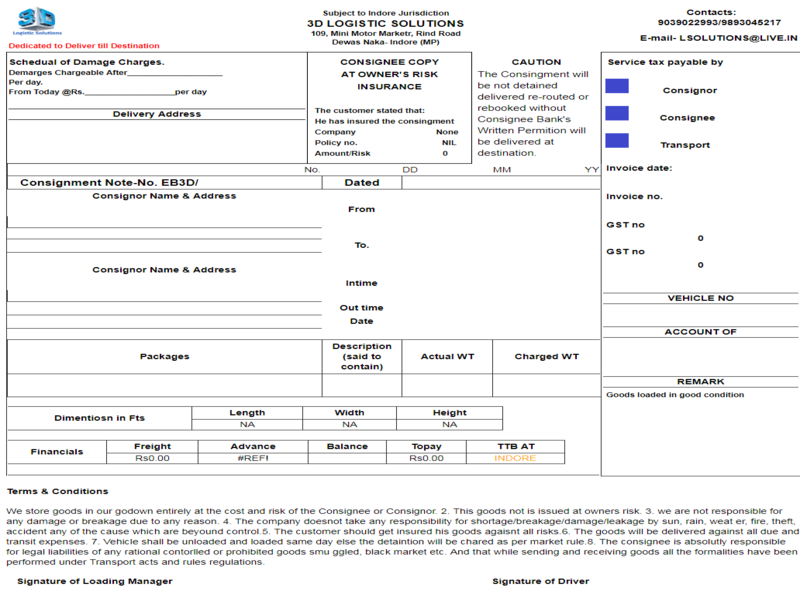 3D
Logistic Solutions
Dedicated to Deliver till Destination
Subject to Indore Jurisdiction
3D LOGISTIC SOLUTIONS
109, Mini Motor Marketr, Rind Road
Dewas Naka- Indore (MP)
Contacts:
9039022993/9893045217
E-mail- LSOLUTIONS@LIVE.IN
Schedual of Damage Charges.
Demarges Chargeable After____________________
Per day.
From Today @Rs.____________________per day
Delivery Address
CONSIGNEE COPY
AT OWNER'S RISK
INSURANCE
The customer stated that:
He has insured the consingment
Company None
Policy no. NIL
Amount/Risk 0
CAUTION
The Consingment will
be not detained
delivered re-routed or
rebooked without
Consignee Bank's
Written Permition will
be delivered at
destination.
Service tax payable by
Consignor
Consignee
Transport
No. DD MM YY
Consignment Note-No. EB3D/ Dated
Invoice date:
Invoice no.
GST no
0
GST no
0
Consignor Name & Address
From
To.
Consignor Name & Address
Intime
Out time
Date
VEHICLE NO
ACCOUNT OF
REMARK
Goods loaded in good condition
Packages Description (said to contain) Actual WT Charged WT
Dimentiosn in Fts Length Width Height
NA NA NA
Financials Freight Advance Balance Topay TTB AT
Rs0.00 #REF! Rs0.00 INDORE
Terms & Conditions
We store goods in our godown entirely at the cost and risk of the Consignee or Consignor. 2. This goods not is issued at owners risk. 3. we are not responsible for
any damage or breakage due to any reason. 4. The company doesnot take any responsibility for shortage/breakage/damage/leakage by sun, rain, weat er, fire, theft,
accident any of the cause which are beyound control.5. The customer should get insured his goods agaisnt all risks.6. The goods will be delivered against all due and
transit expenses. 7. Vehicle shall be unloaded and loaded same day else the detaintion will be chared as per market rule.8. The consignee is absolutly responsible
for legal liabilities of any rational contorlled or prohibited goods smu ggled, black market etc. And that while sending and receiving goods all the formalities have been
performed under Transport acts and rules regulations.
Signature of Loading Manager Signature of Driver